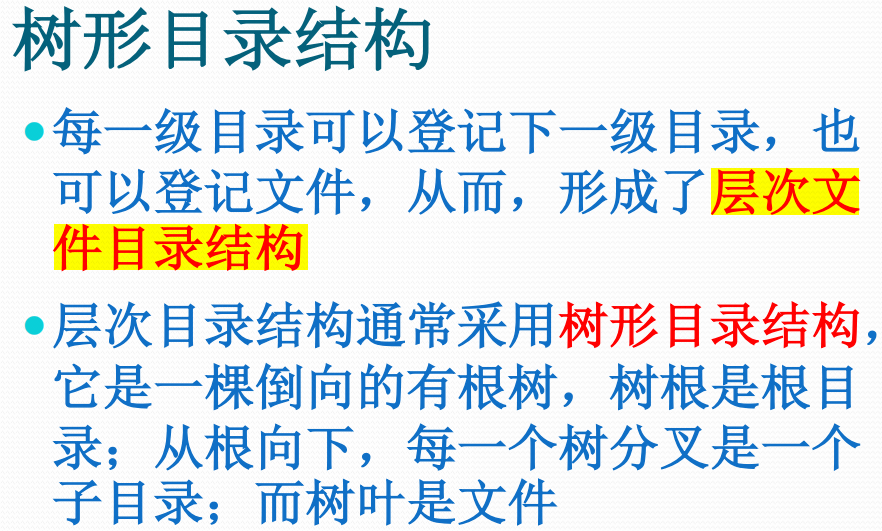 树形目录结构
•每一级目录可以登记下一级目录，也
可以登记文件，从而，形成了层次文
件目录结构
•层次目录结构通常采用树形目录结构，
它是一棵倒向的有根树，树根是根目
录；从根向下，每一个树分叉是一个
子目录；而树叶是文件